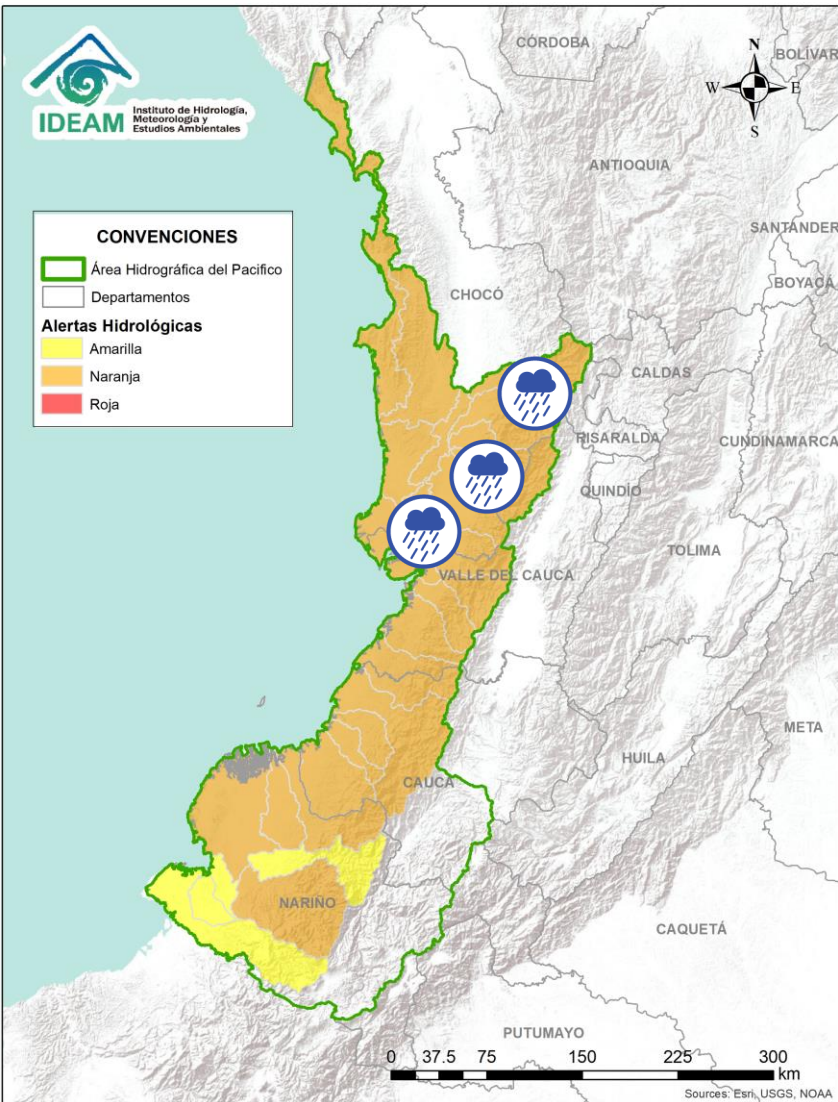 IDEAM
Instituto de Hidrología,
Meteorología y
Estudios Ambientales
CÓRDOBA
BOLÍVAR
N
W
E
S
ANTIOQUIA
SANTANDER
BOYACÁ
CONVENCIONES
Área Hidrográfica del Pacifico
Departamentos
Alertas Hidrológicas
Amarilla
Naranja
Roja
CHOCÓ
CALDAS
RISARALDA
CUNDINAMARCA
QUINDÍO
TOLIMA
VALLE DEL CAUCA
META
HUILA
CAUCA
NARIÑO
CAQUETÁ
PUTUMAYO
0 37.5 75 150 225 300
km
Sources: Esri, USGS, NOAA